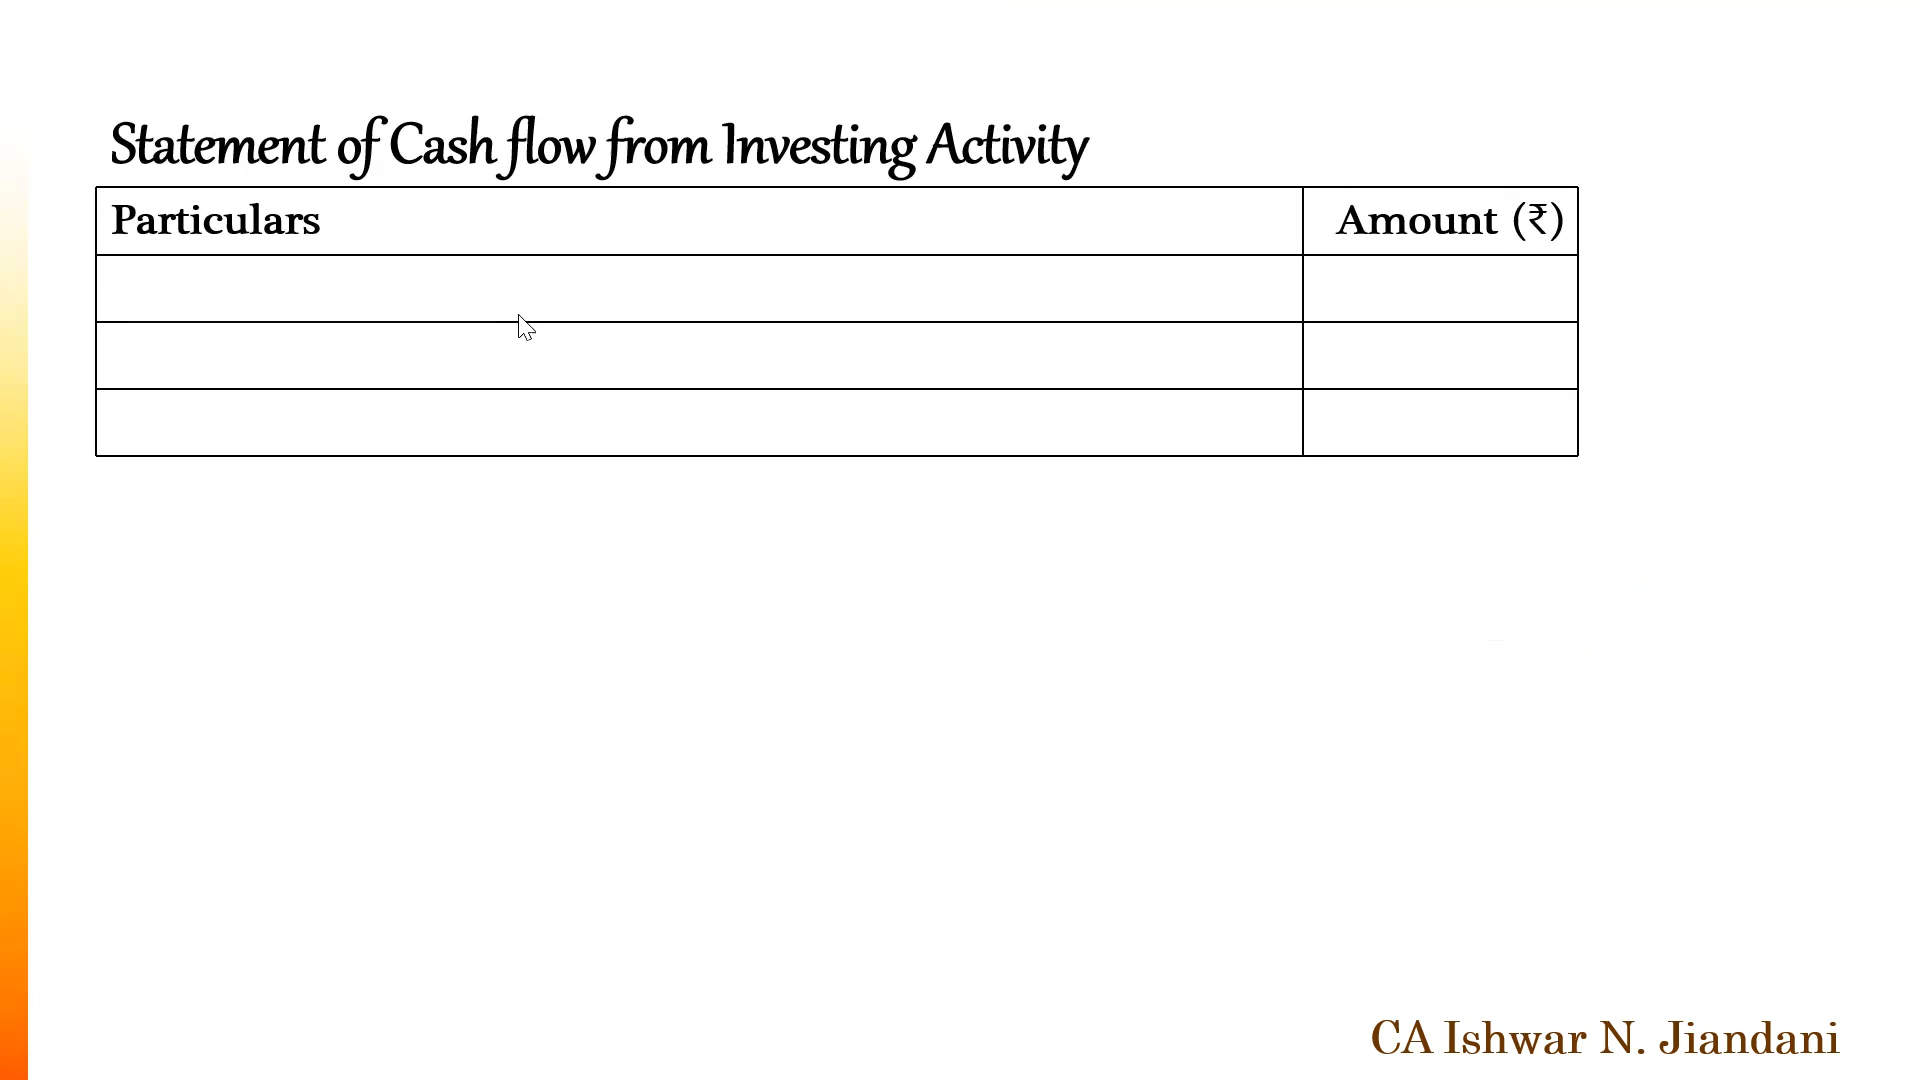 Statement of Cash flow from Investing Activity
Particulars Amount (₹)
CA Ishwar N. Jiandani